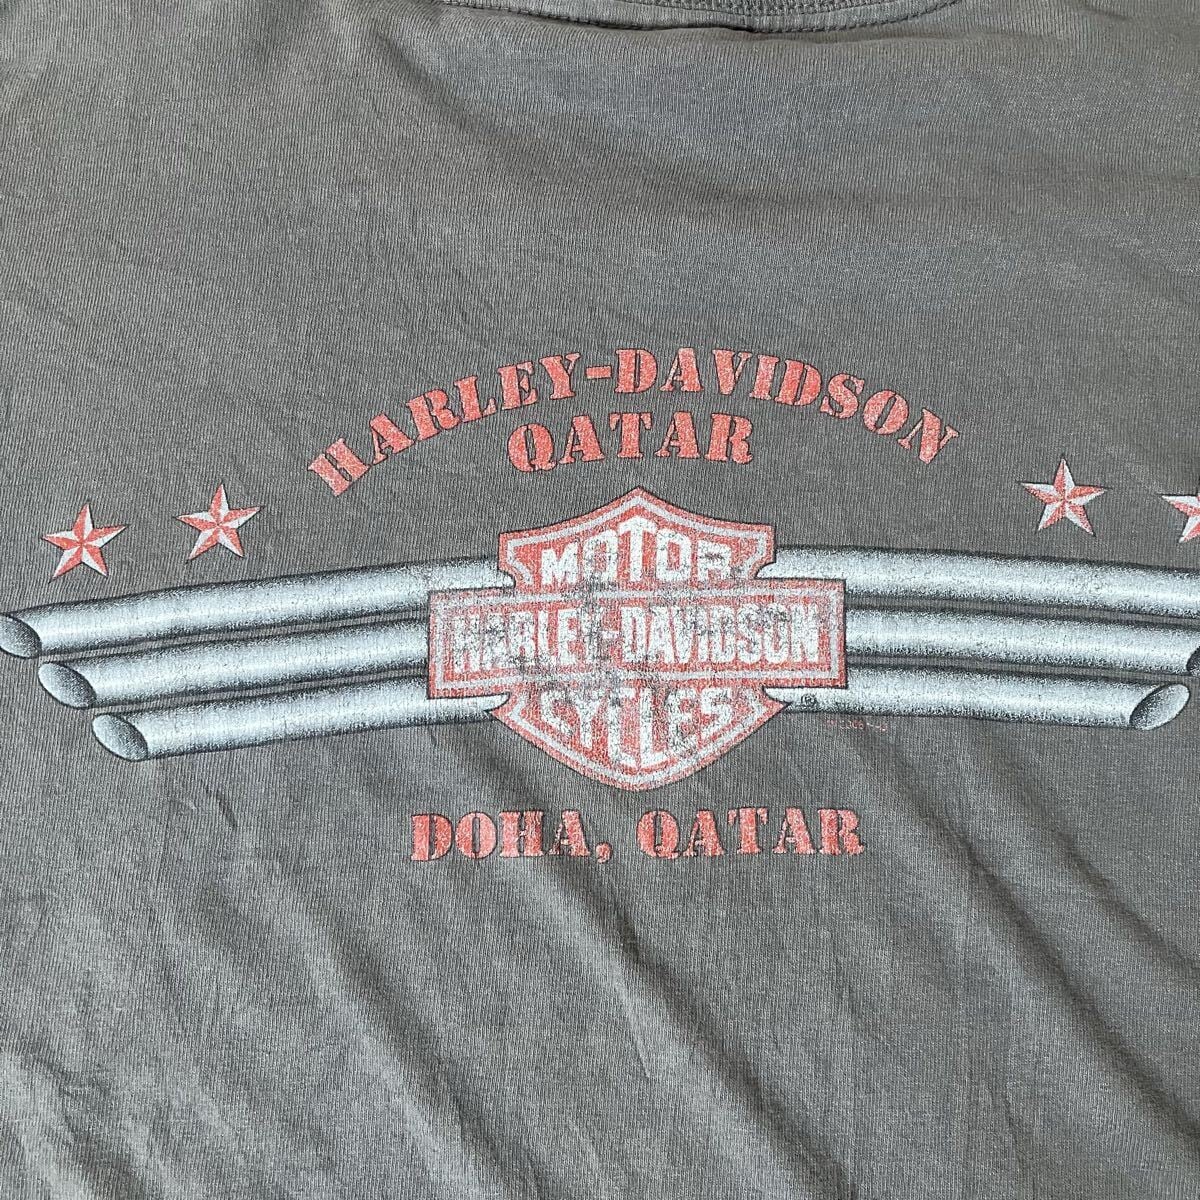 HARLEY-DAVIDSON
QATAR
MOTOR
HARLEY-DAVIDSON
CYCLES
®
DOHA, QATAR